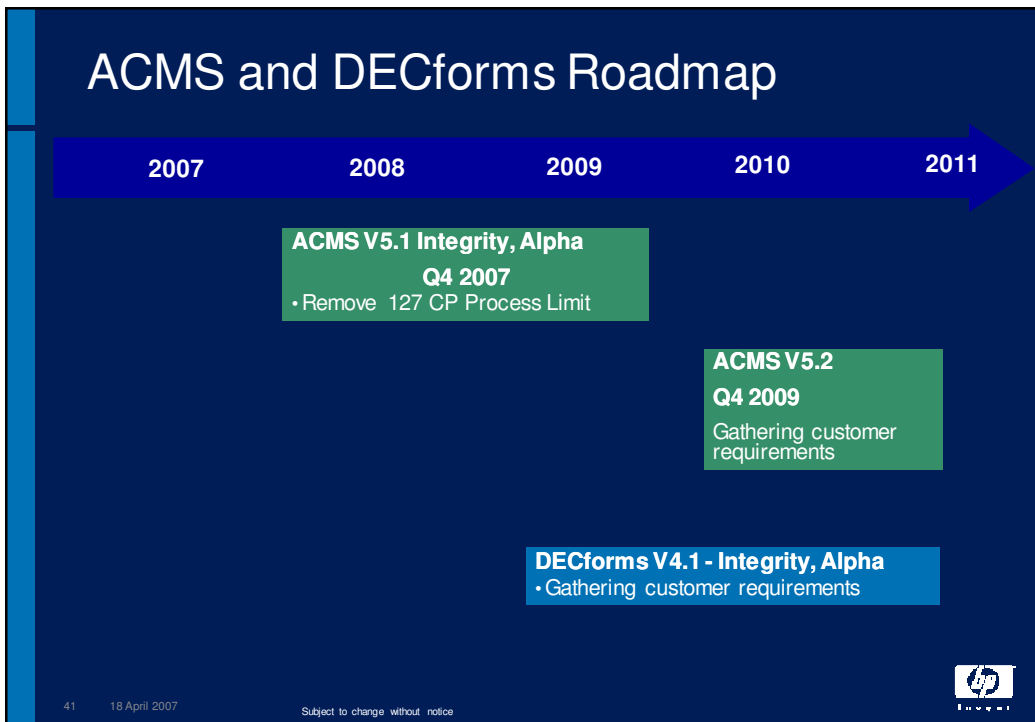 ACMS and DECforms Roadmap
2007 2008 2009 2010 2011
ACMS V5.1 Integrity, Alpha
Q4 2007
• Remove 127 CP Process Limit
ACMS V5.2
Q4 2009
Gathering customer
requirements
DECforms V4.1 - Integrity, Alpha
• Gathering customer requirements
41 18 April 2007 Subject to change without notice
hp
i n v e n t